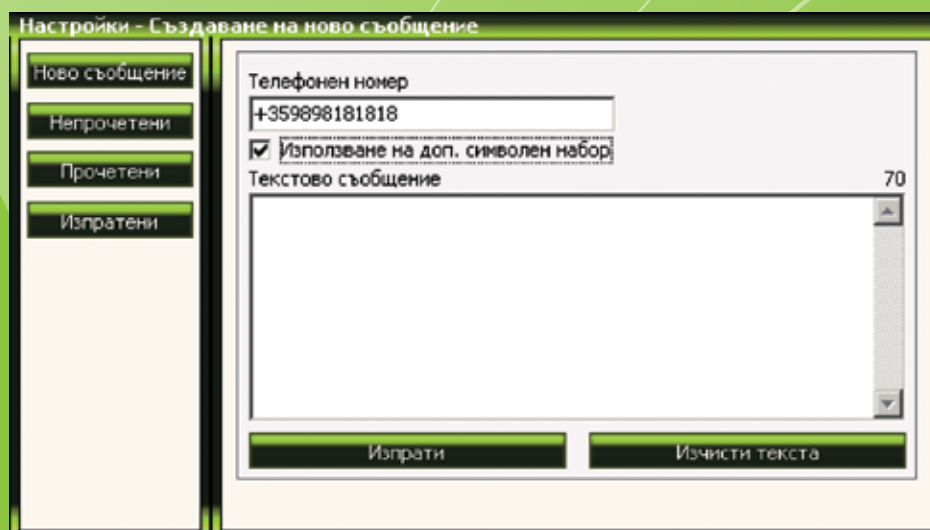 Настройки - Създаване на ново съобщение
Ново съобщение
Непрочетени
Прочетени
Изпратени
Телефонен номер
+359898181818
Използване на доп. символен набор
Текстово съобщение 70
Изпрати Изчисти текста